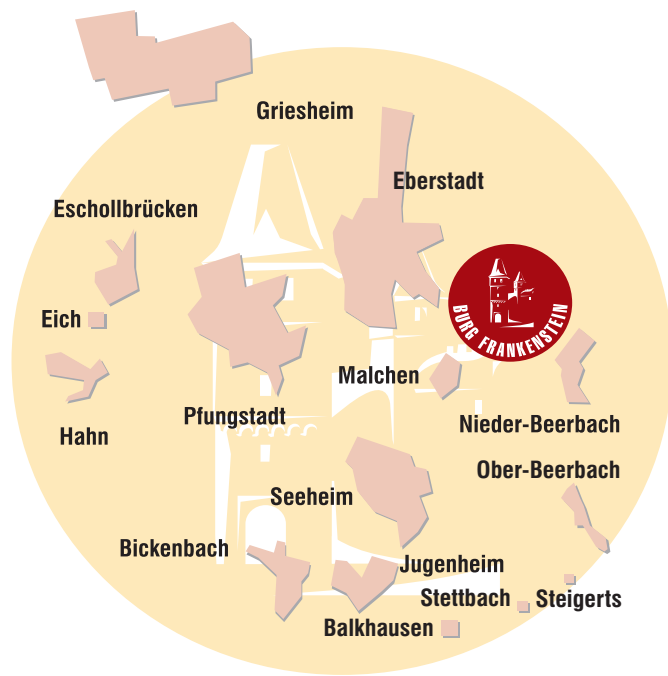 Griesheim
Eberstadt
Eschollbrücken
BURG FRANKENSTEIN
Eich
Malchen
Pfungstadt
Nieder-Beerbach
Hahn
Ober-Beerbach
Seeheim
Bickenbach
Jugenheim
Stettbach
Steigerts
Balkhausen